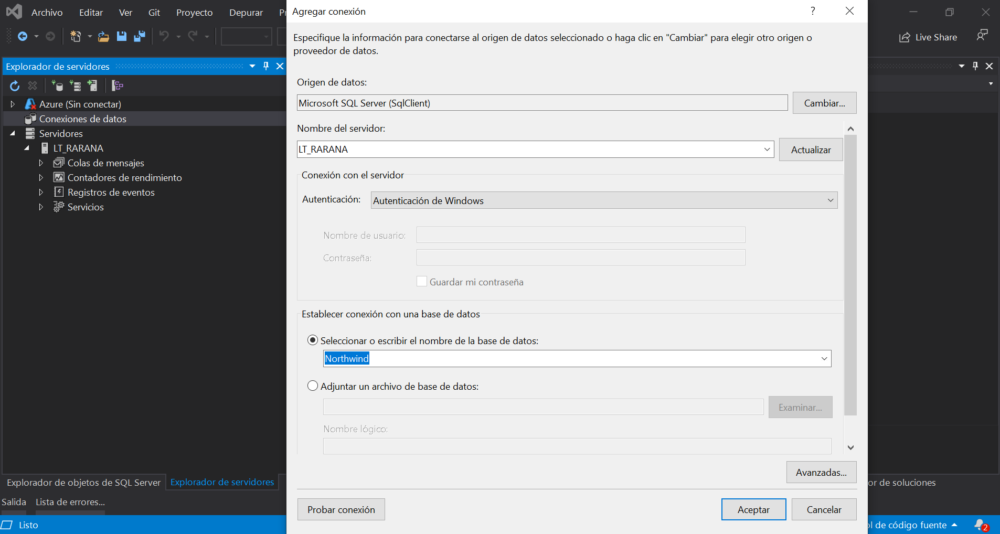 Archivo Editar Ver Git Proyecto Depurar
Live Share
Explorador de servidores
Azure (Sin conectar)
Conexiones de datos
Servidores
LT_RARANA
Colas de mensajes
Contadores de rendimiento
Registros de eventos
Servicios
Explorador de objetos de SQL Server Explorador de servidores
Salida Lista de errores...
Listo
Agregar conexión ?
Especifique la información para conectarse al origen de datos seleccionado o haga clic en "Cambiar" para elegir otro origen o
proveedor de datos.
Origen de datos:
Microsoft SQL Server (SqlClient) Cambiar...
Nombre del servidor:
LT_RARANA Actualizar
Conexión con el servidor
Autenticación: Autenticación de Windows
Nombre de usuario:
Contraseña:
Guardar mi contraseña
Establecer conexión con una base de datos
Seleccionar o escribir el nombre de la base de datos:
Northwind
Adjuntar un archivo de base de datos:
Examinar...
Nombre lógico:
Avanzadas...
Probar conexión Aceptar Cancelar
or de soluciones
ol de código fuente 2